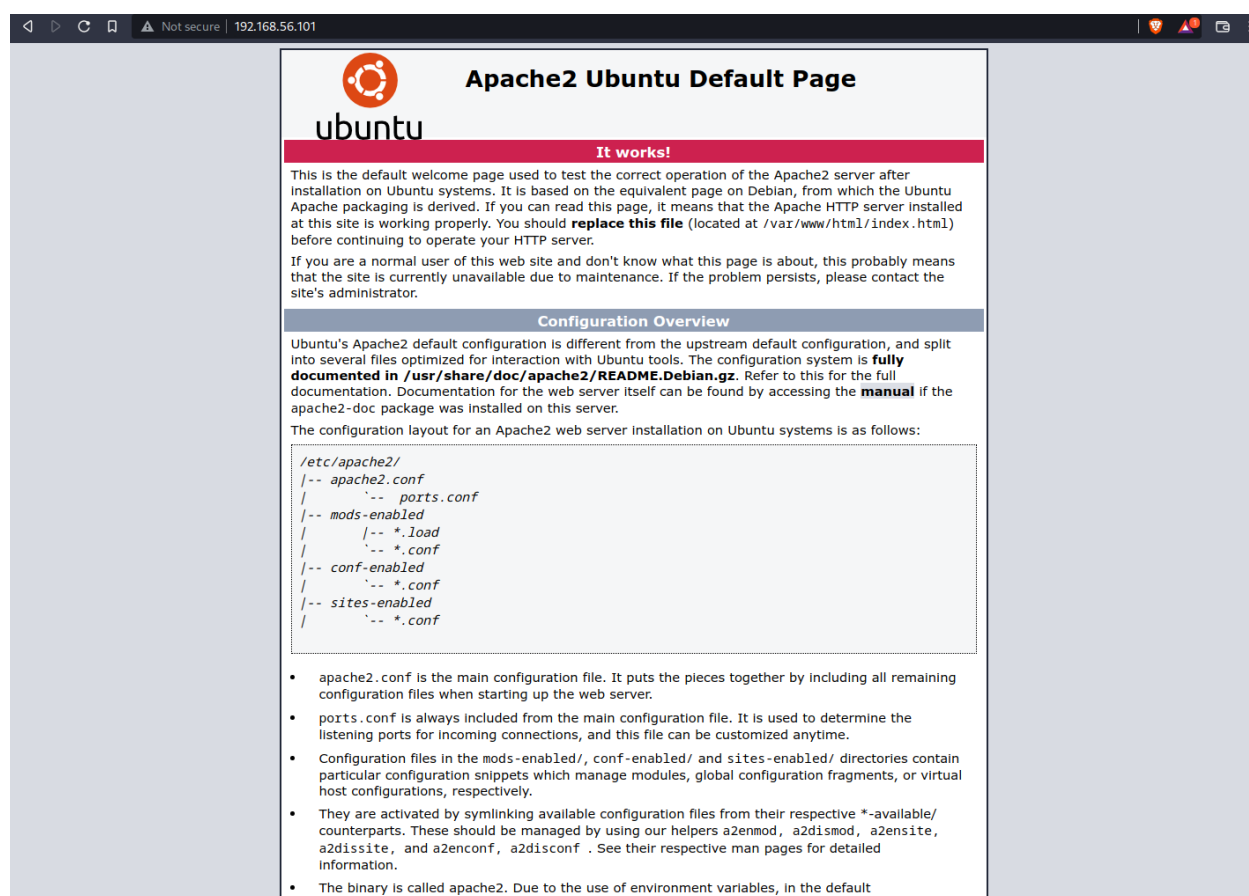 Not secure 192.168.56.101
1
ubuntu
Apache2 Ubuntu Default Page
It works!
This is the default welcome page used to test the correct operation of the Apache2 server after
installation on Ubuntu systems. It is based on the equivalent page on Debian, from which the Ubuntu
Apache packaging is derived. If you can read this page, it means that the Apache HTTP server installed
at this site is working properly. You should replace this file (located at /var/www/html/index.html)
before continuing to operate your HTTP server.
If you are a normal user of this web site and don't know what this page is about, this probably means
that the site is currently unavailable due to maintenance. If the problem persists, please contact the
site's administrator.
Configuration Overview
Ubuntu's Apache2 default configuration is different from the upstream default configuration, and split
into several files optimized for interaction with Ubuntu tools. The configuration system is fully
documented in /usr/share/doc/apache2/README.Debian.gz. Refer to this for the full
documentation. Documentation for the web server itself can be found by accessing the manual if the
apache2-doc package was installed on this server.
The configuration layout for an Apache2 web server installation on Ubuntu systems is as follows:
/etc/apache2/
|-- apache2.conf
|       `--  ports.conf
|-- mods-enabled
|       |-- *.load
|       `-- *.conf
|-- conf-enabled
|       `-- *.conf
|-- sites-enabled
|       `-- *.conf
• apache2.conf is the main configuration file. It puts the pieces together by including all remaining
configuration files when starting up the web server.
• ports.conf is always included from the main configuration file. It is used to determine the
listening ports for incoming connections, and this file can be customized anytime.
• Configuration files in the mods-enabled/, conf-enabled/ and sites-enabled/ directories contain
particular configuration snippets which manage modules, global configuration fragments, or virtual
host configurations, respectively.
• They are activated by symlinking available configuration files from their respective *-available/
counterparts. These should be managed by using our helpers a2enmod, a2dismod, a2ensite,
a2dissite, and a2enconf, a2disconf . See their respective man pages for detailed
information.
• The binary is called apache2. Due to the use of environment variables, in the default